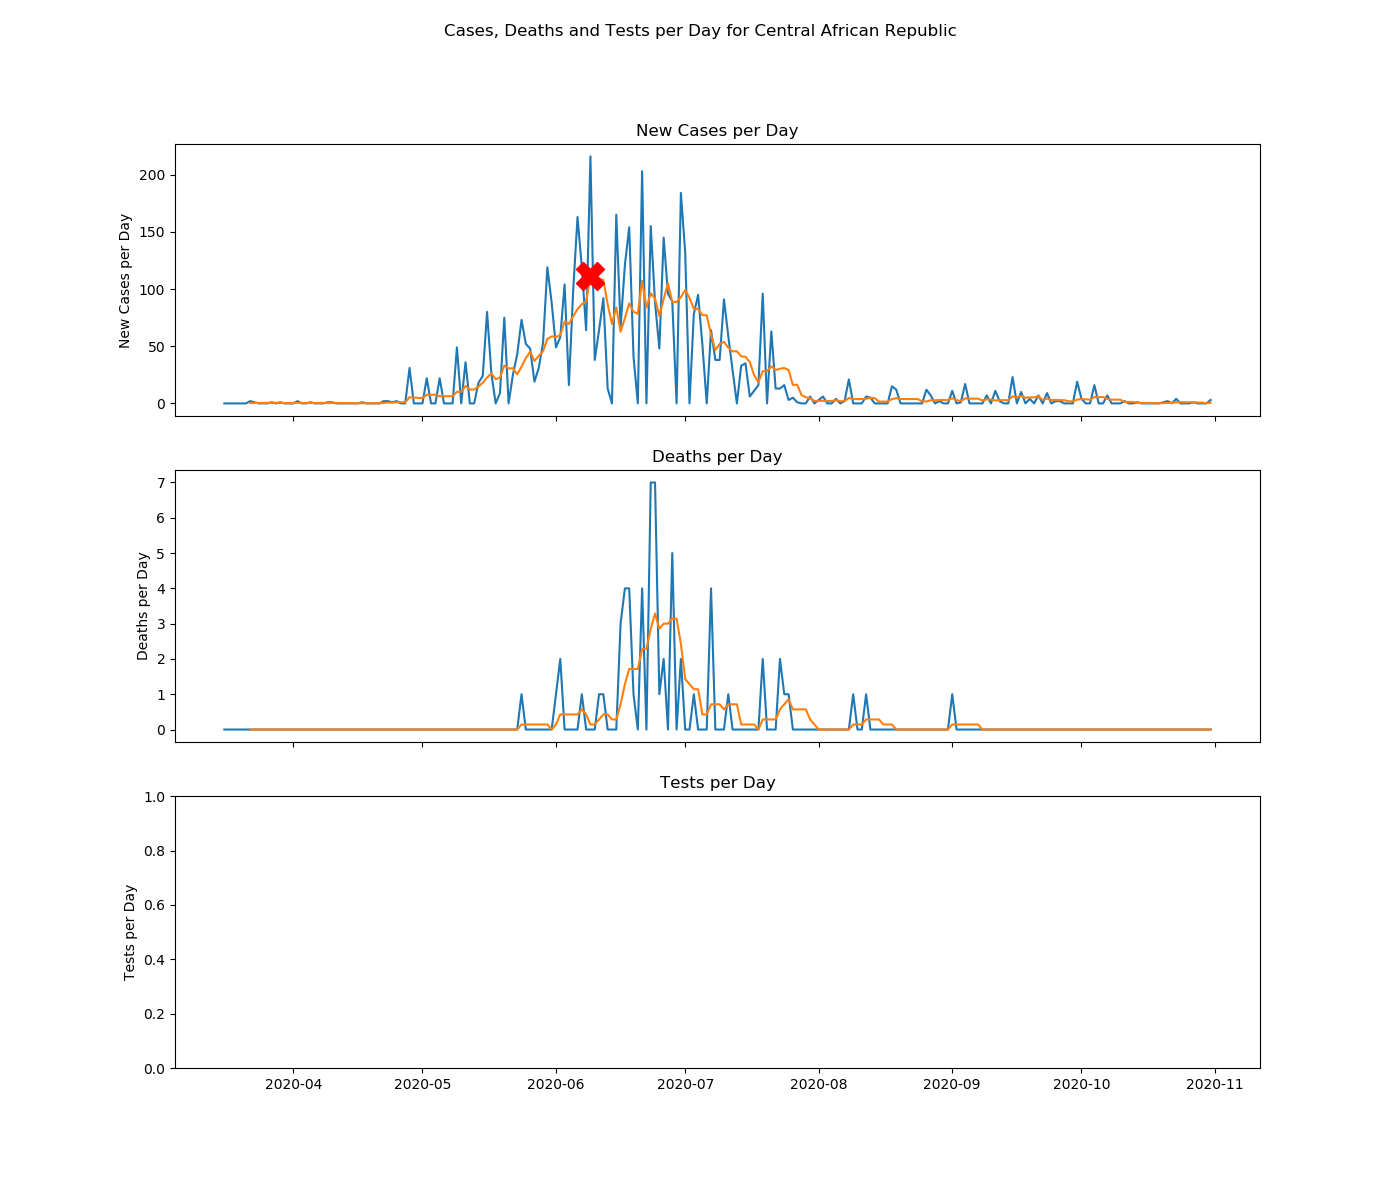 Cases, Deaths and Tests per Day for Central African Republic
New Cases per Day
New Cases per Day
200
150
100
50
0
Deaths per Day
Deaths per Day
7
6
5
4
3
2
1
0
Tests per Day
Tests per Day
1.0
0.8
0.6
0.4
0.2
0.0
2020-04 2020-05 2020-06 2020-07 2020-08 2020-09 2020-10 2020-11